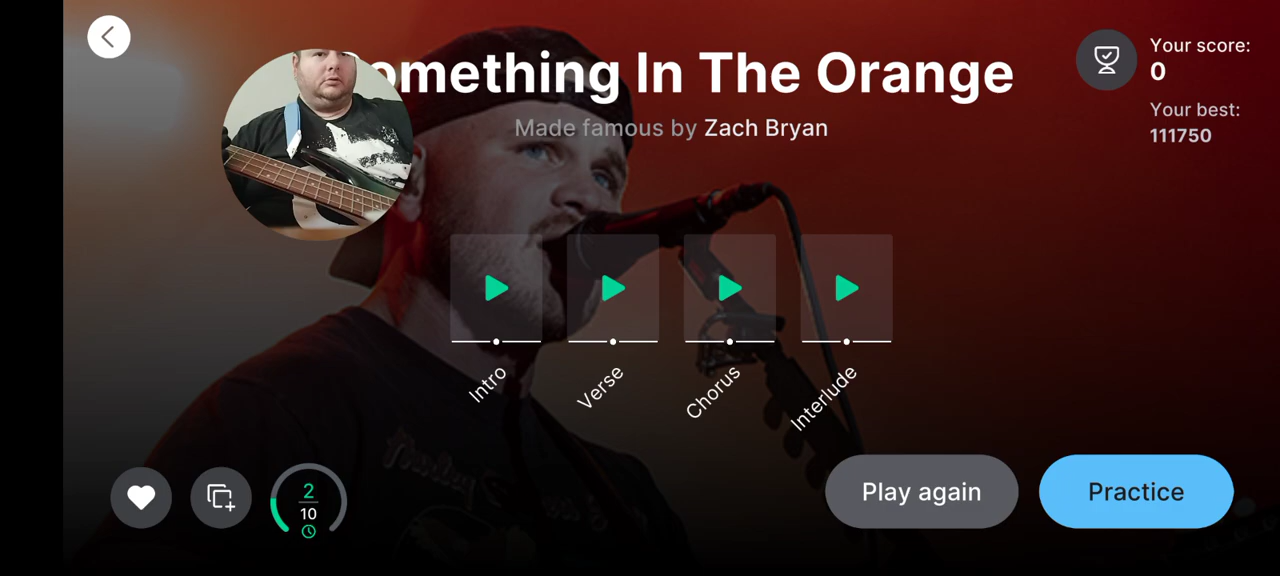 omething In The Orange
Made famous by Zach Bryan
Your score:
0
Your best:
111750
Intro
Verse
Chorus
Interlude
2
10
Play again
Practice